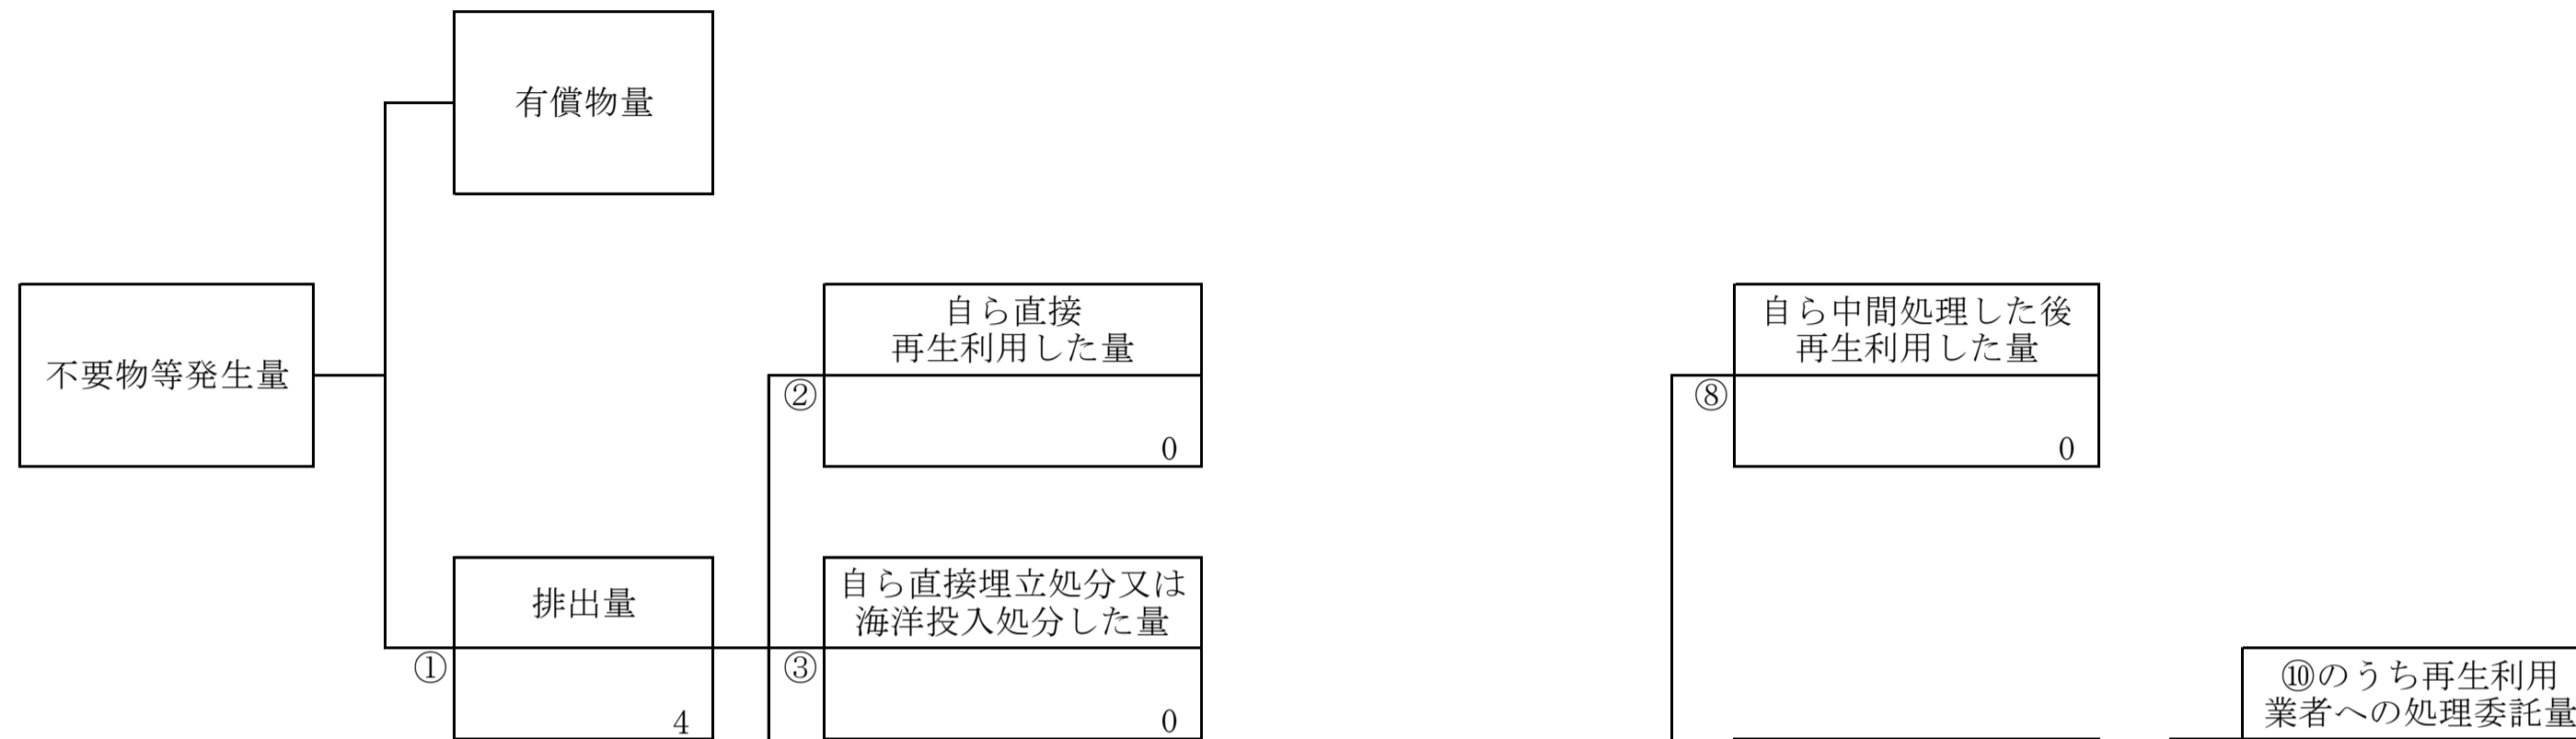 有償物量
不要物等発生量
自ら直接
再生利用した量
②
0
自ら中間処理した後
再生利用した量
⑧
0
排出量
①
4
自ら直接埋立処分又は
海洋投入処分した量
③
0
⑩のうち再生利用
業者への処理委託量